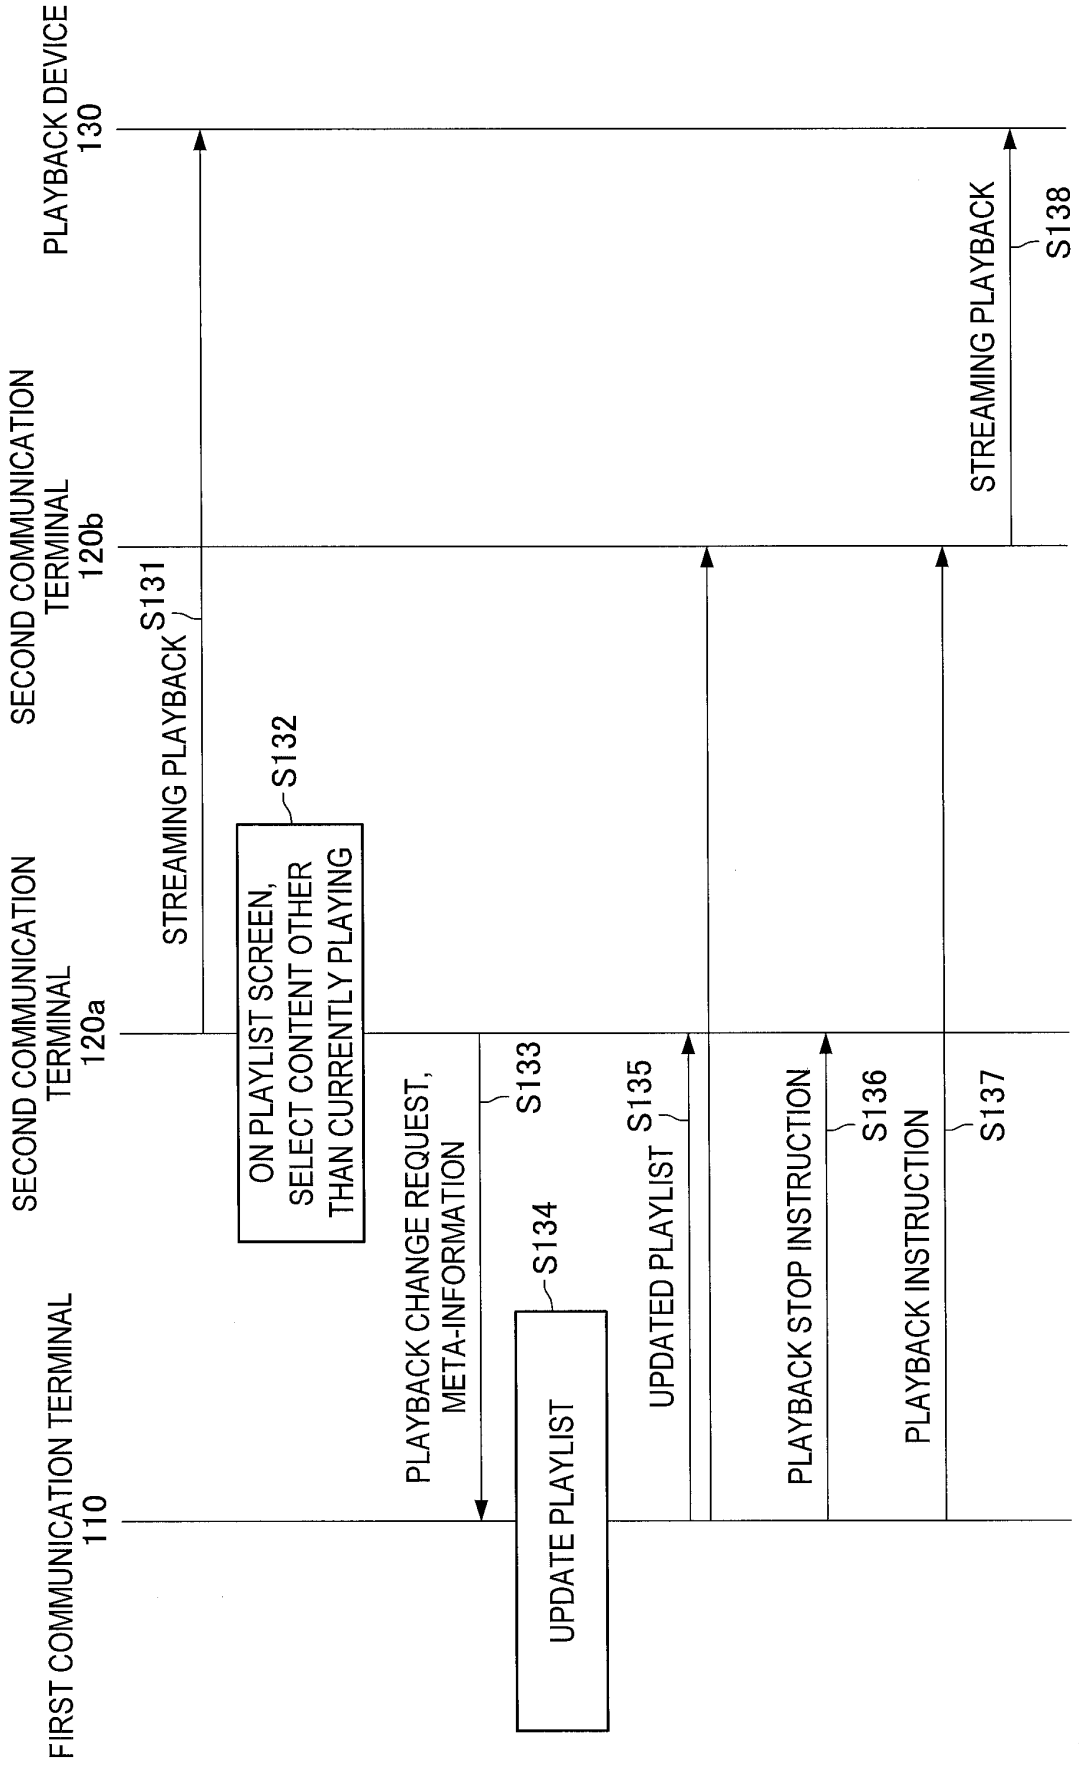 FIRST COMMUNICATION TERMINAL
110
SECOND COMMUNICATION
TERMINAL
120a
SECOND COMMUNICATION
TERMINAL
120b
PLAYBACK DEVICE
130
STREAMING PLAYBACK
S131
ON PLAYLIST SCREEN,
SELECT CONTENT OTHER
THAN CURRENTLY PLAYING
S132
PLAYBACK CHANGE REQUEST,
META-INFORMATION
S133
UPDATE PLAYLIST
S134
UPDATED PLAYLIST
S135
PLAYBACK STOP INSTRUCTION
S136
PLAYBACK INSTRUCTION
S137
STREAMING PLAYBACK
S138